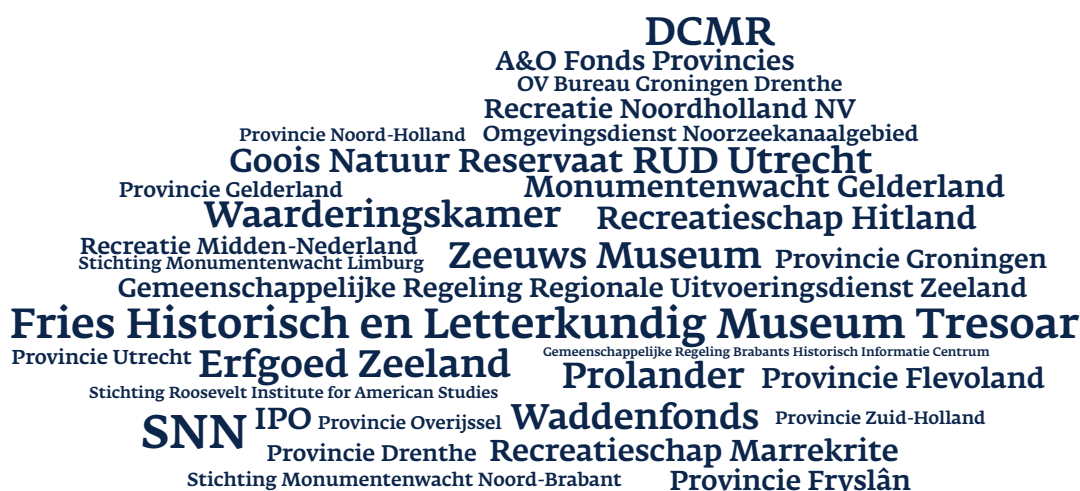 DCMR
A&O Fonds Provincies
OV Bureau Groningen Drenthe
Recreatie Noordholland NV
Provincie Noord-Holland Omgevingsdienst Noorzeekanaalgebied
Goois Natuur Reservaat RUD Utrecht
Provincie Gelderland Monumentenwacht Gelderland
Waarderingskamer Recreatieschap Hitland
Recreatie Midden-Nederland
Stichting Monumentenwacht Limburg Zeeuws Museum Provincie Groningen
Gemeenschappelijke Regeling Regionale Uitvoeringsdienst Zeeland
Fries Historisch en Letterkundig Museum Tresoar
Provincie Utrecht Erfgoed Zeeland Gemeenschappelijke Regeling Brabants Historisch Informatie Centrum
Prolander Provincie Flevoland
Stichting Roosevelt Institute for American Studies
SNN IPO Provincie Overijssel Waddenfonds Provincie Zuid-Holland
Provincie Drenthe Recreatieschap Marrekrite
Stichting Monumentenwacht Noord-Brabant Provincie Fryslân